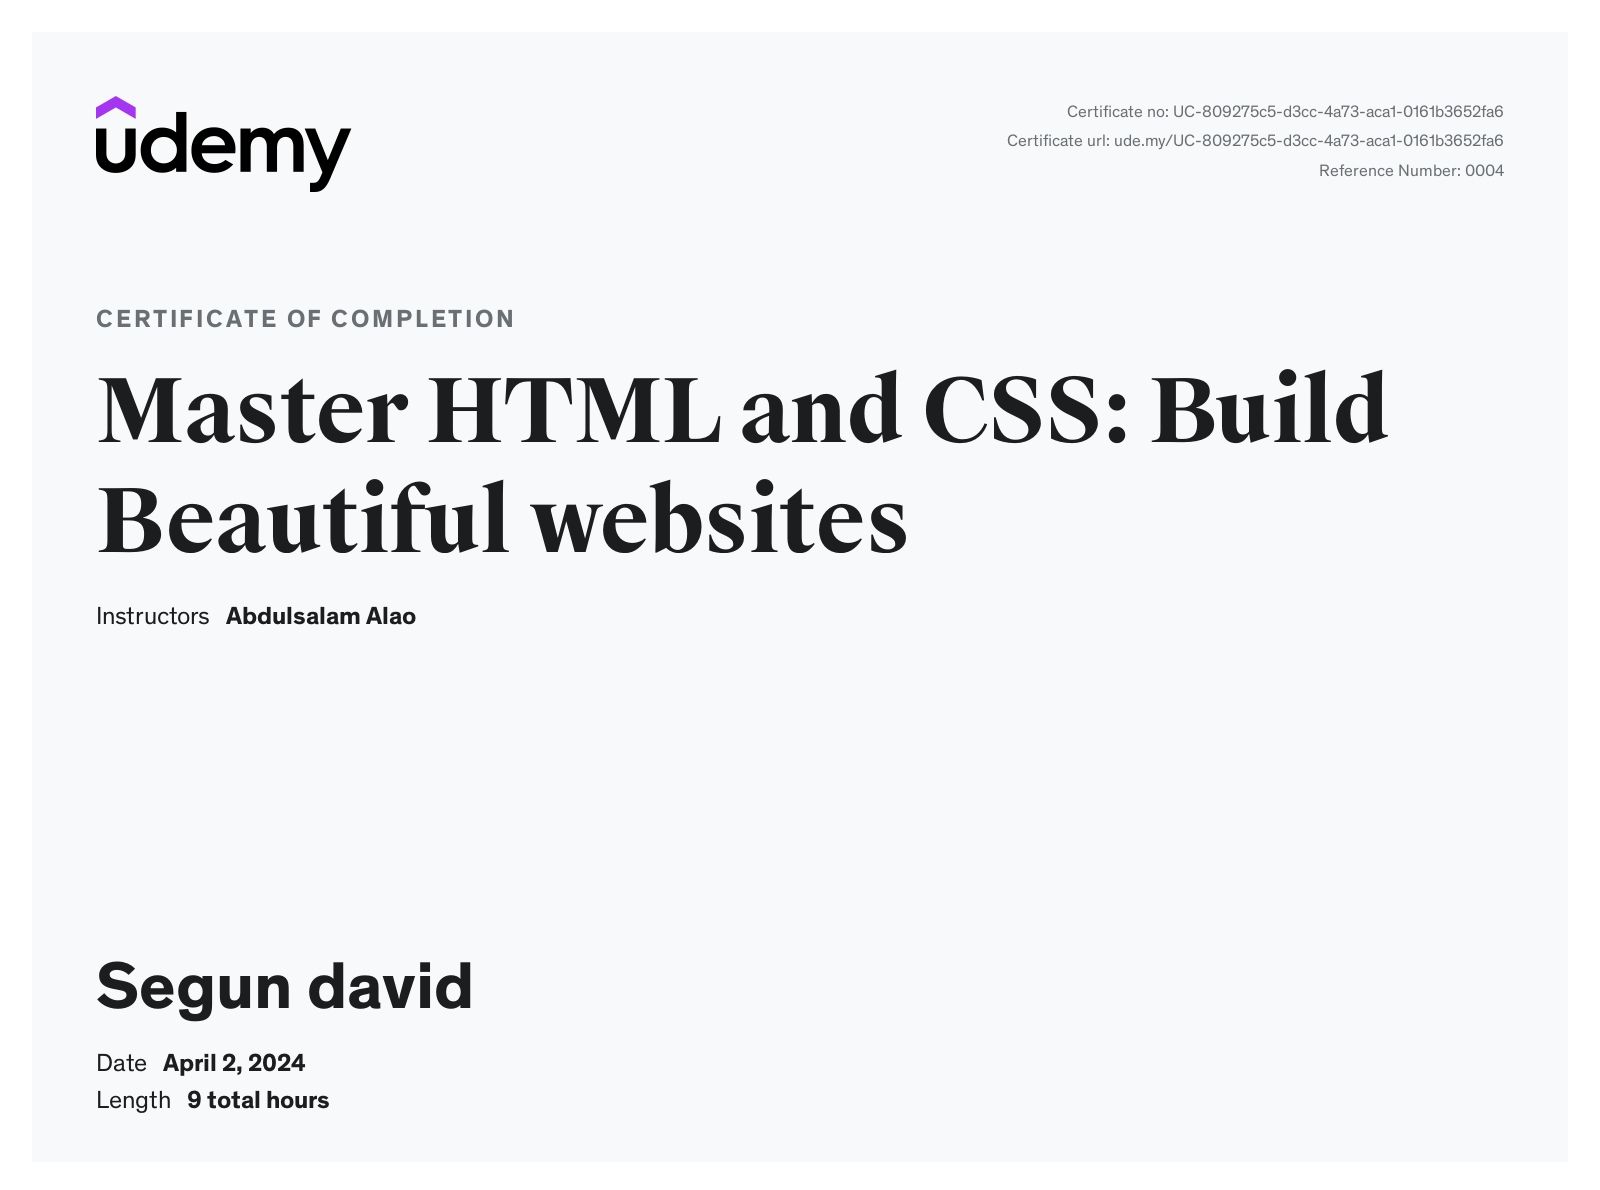 udemy
Certificate no: UC-809275c5-d3cc-4a73-aca1-0161b3652fa6
Certificate url: ude.my/UC-809275c5-d3cc-4a73-aca1-0161b3652fa6
Reference Number: 0004
CERTIFICATE OF COMPLETION
Master HTML and CSS: Build
Beautiful websites
Instructors Abdulsalam Alao
Segun david
Date April 2, 2024
Length 9 total hours